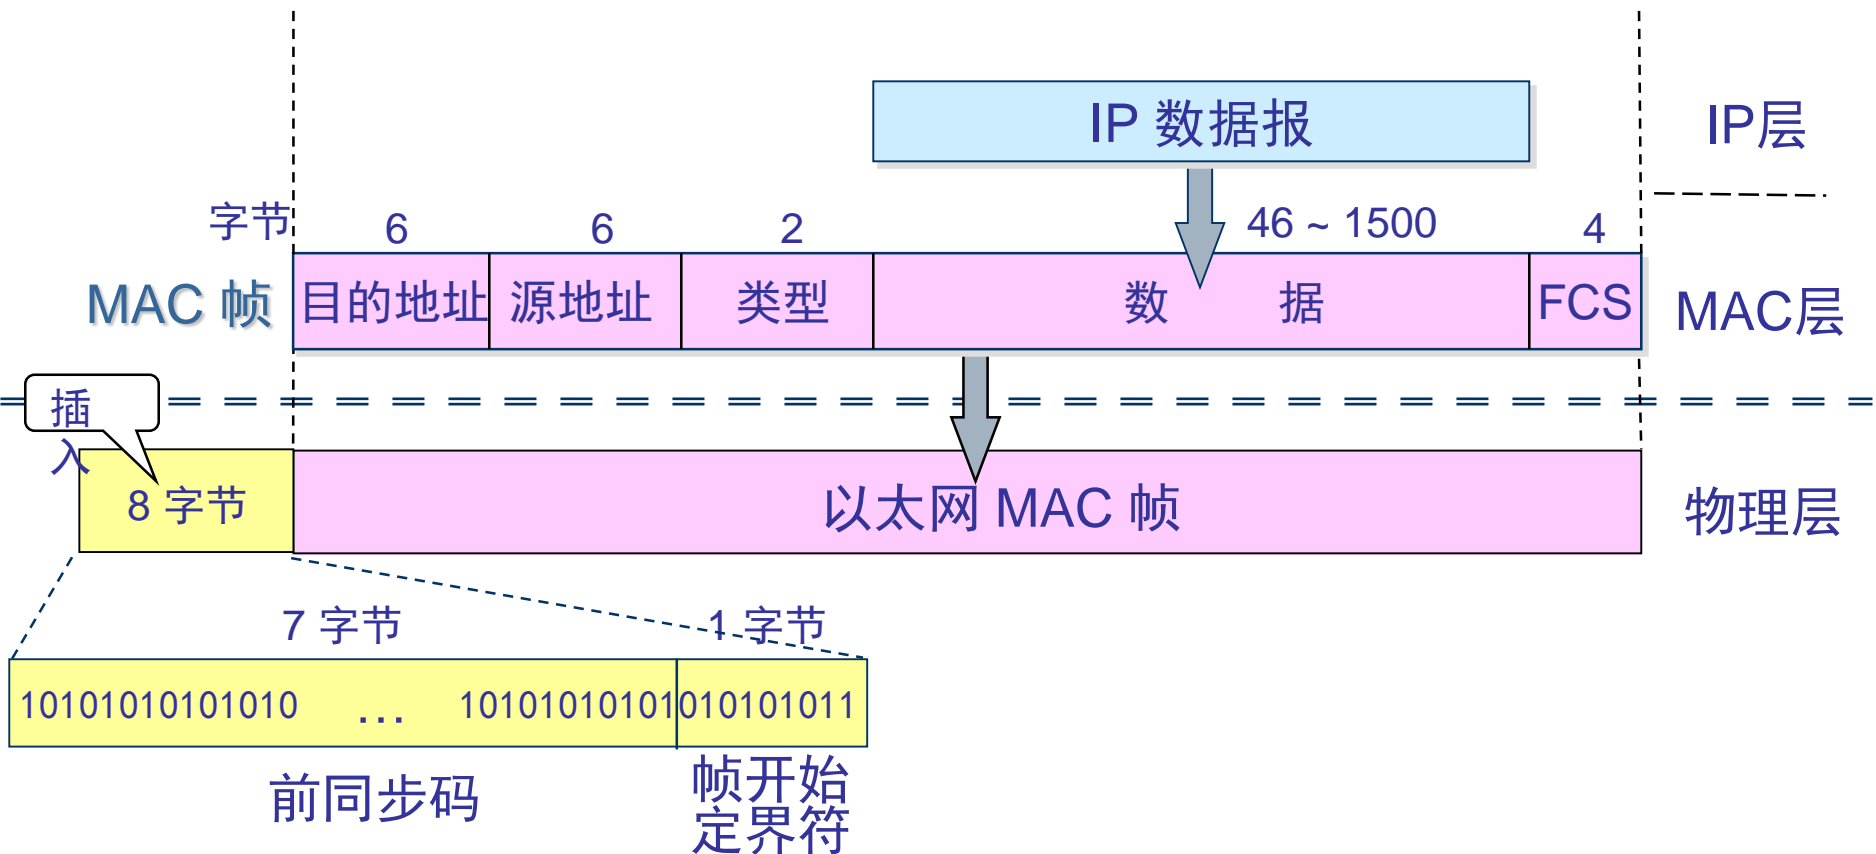 IP 数据报
IP层
字节
6
6
2
46 ~ 1500
4
MAC 帧
目的地址
源地址
类型
数 据
FCS
MAC层
插
入
8 字节
以太网 MAC 帧
物理层
7 字节
1 字节
10101010101010 … 10101010101010101011
前同步码
帧开始
定界符